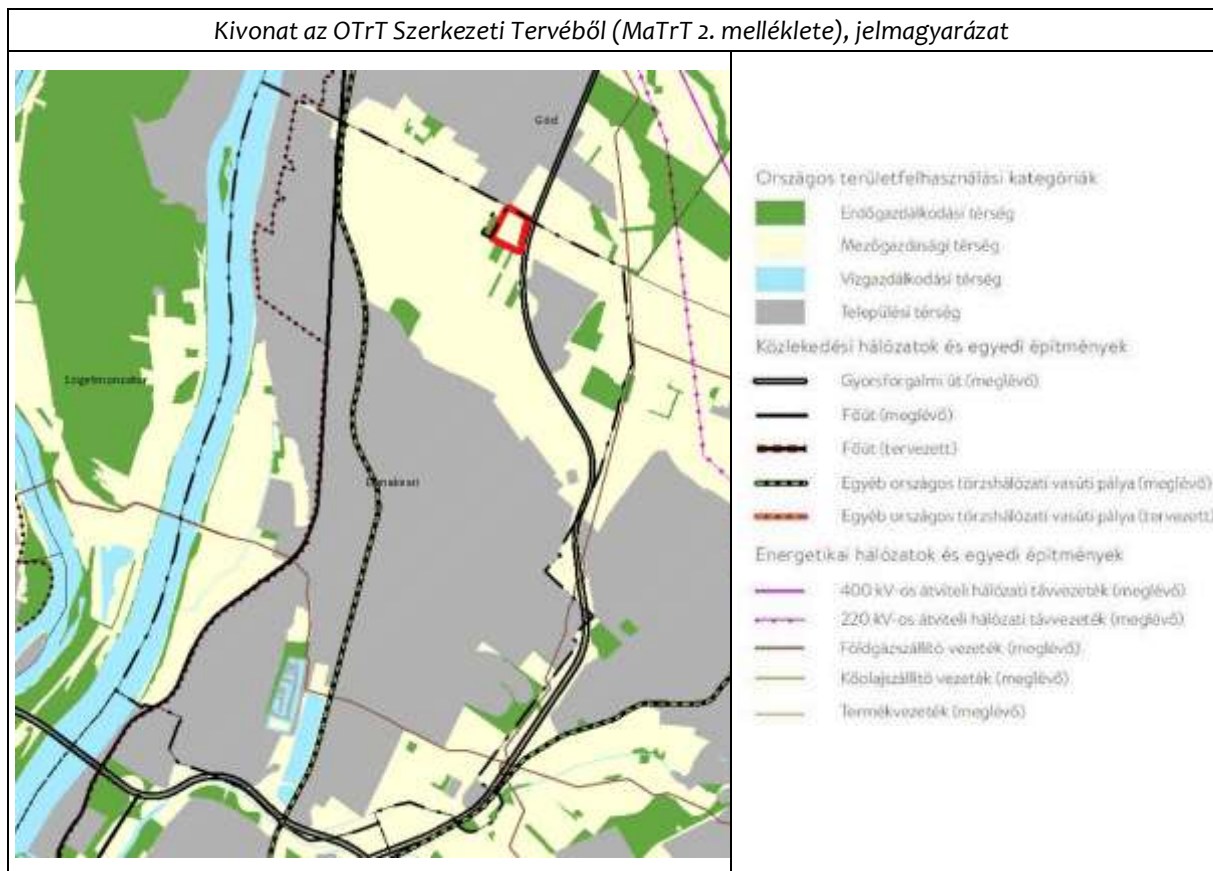 Kivonat az OTrT Szerkezeti Tervéből (MaTrT 2. melléklete), jelmagyarázat
Göd
Szigetmonostor
Dunakeszi
Országos területfelhasználási kategóriák
Erdőgazdálkodási térség
Mezőgazdasági térség
Vízgazdálkodási térség
Települési térség
Közlekedési hálózatok és egyedi építmények
Gyorsforgalmi út (meglévő)
Főút (meglévő)
Főút (tervezett)
Egyéb országos törzshálózati vasúti pálya (meglévő)
Egyéb országos törzshálózati vasúti pálya (tervezett)
Energetikai hálózatok és egyedi építmények
400 kV-os átviteli hálózati távvezeték (meglévő)
220 kV-os átviteli hálózati távvezeték (meglévő)
Földgázszállító vezeték (meglévő)
Kőolajszállító vezeték (meglévő)
Termékvezeték (meglévő)